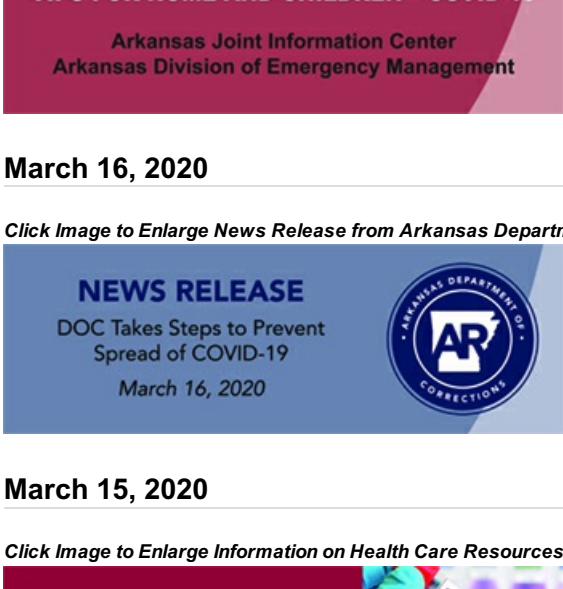 Arkansas Joint Information Center
Arkansas Division of Emergency Management
March 16, 2020
Click Image to Enlarge News Release from Arkansas
NEWS RELEASE
DOC Takes Steps to Prevent
Spread of COVID-19
March 16, 2020
ARKANSAS DEPARTMENT OF
AR
CORRECTIONS
March 15, 2020
Click Image to Enlarge Information on Health Care Resources